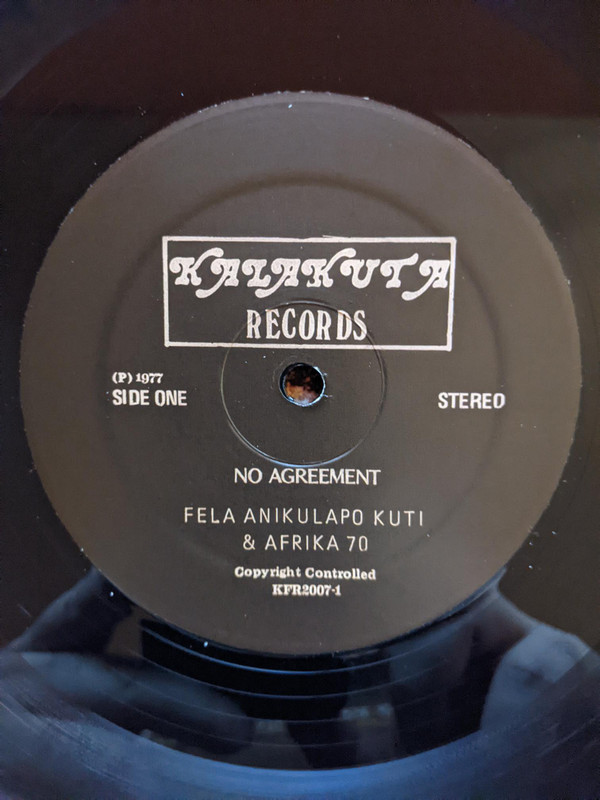 KALAKUTA
RECORDS
(P) 1977
SIDE ONE
STEREO
NO AGREEMENT
FELA ANIKULAPO KUTI
& AFRIKA 70
Copyright Controlled
KFR2007-1